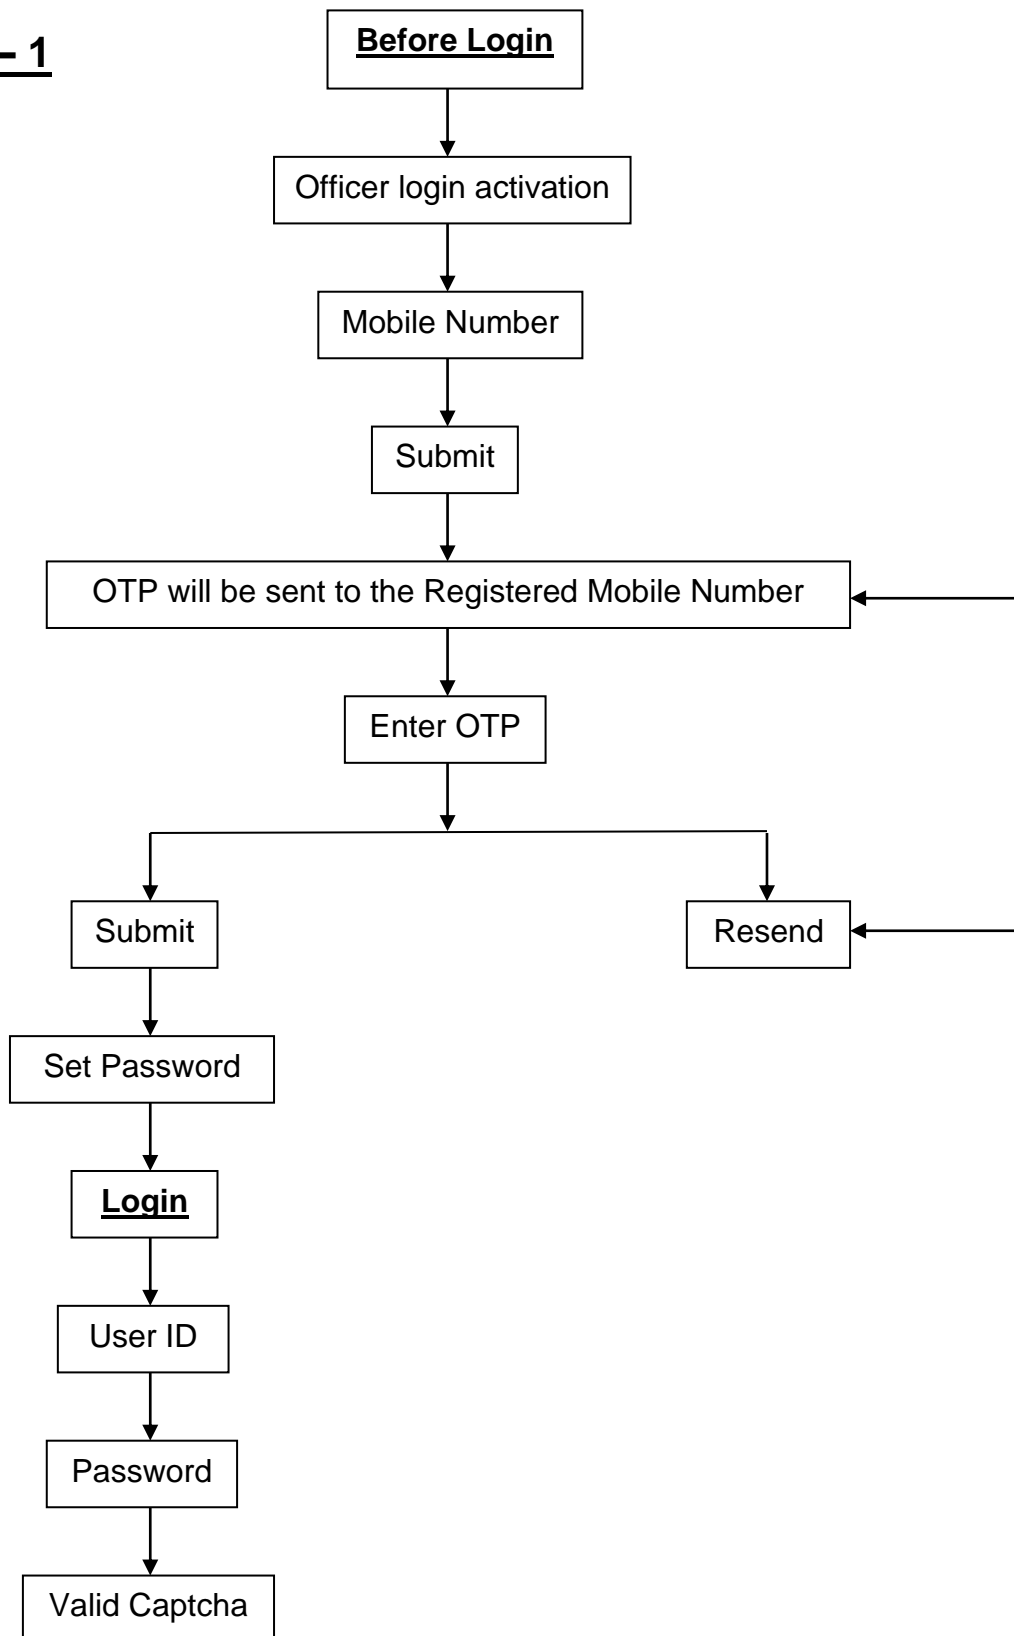 – 1
Before Login
Officer login activation
Mobile Number
Submit
OTP will be sent to the Registered Mobile Number
Enter OTP
Submit
Resend
Set Password
Login
User ID
Password
Valid Captcha